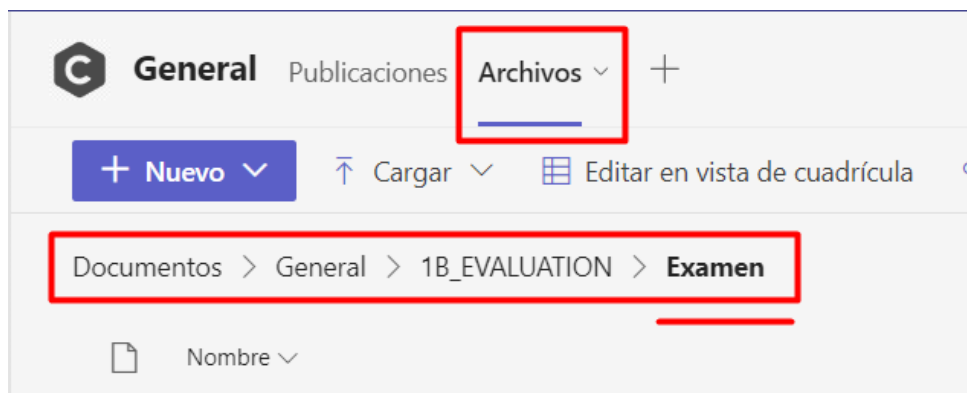 C General Publicaciones Archivos
Nuevo Cargar Editar en vista de cuadrícula
Documentos > General > 1B_EVALUATION > Examen
Nombre